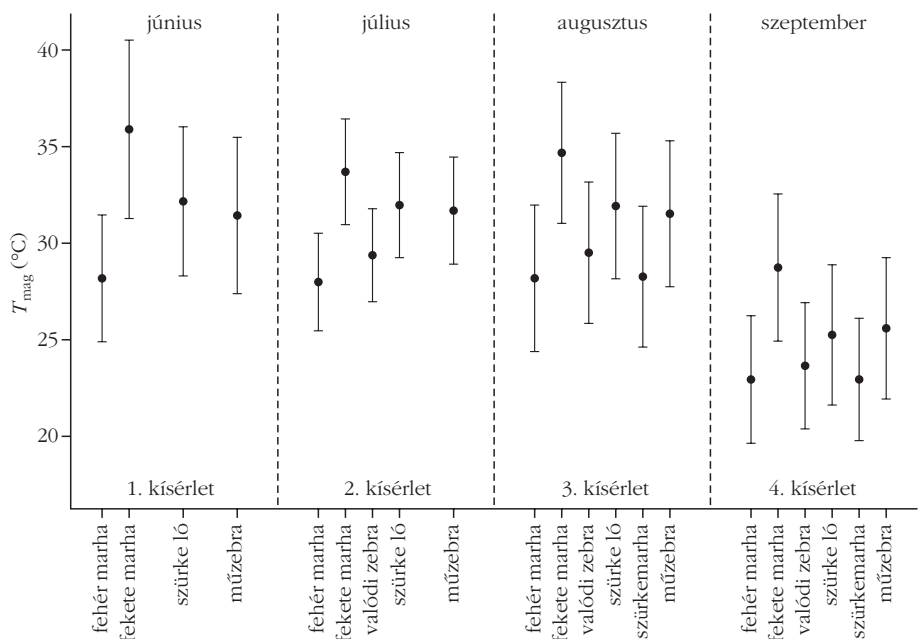 június július augusztus szeptember
40
35
30
25
20
T mag (°C)
1. kísérlet 2. kísérlet 3. kísérlet 4. kísérlet
fehér marha
fekete marha
szürke ló
műzebra
fehér marha
fekete marha
valódi zebra
szürke ló
műzebra
fehér marha
fekete marha
valódi zebra
szürke ló
szürkemarha
műzebra
fehér marha
fekete marha
valódi zebra
szürke ló
szürkemarha
műzebra